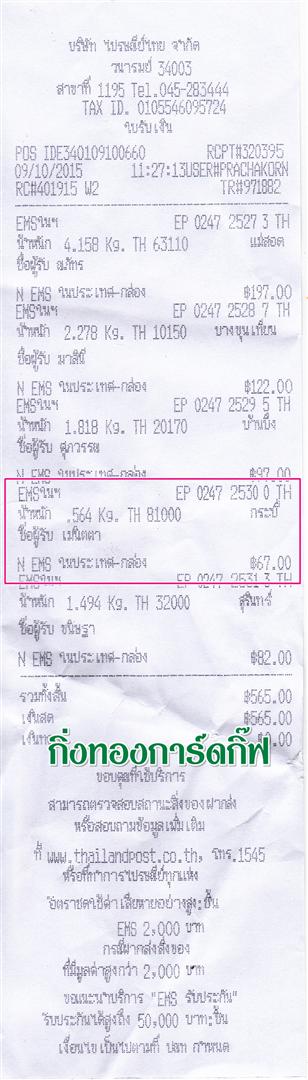 บริษัท ไปรษณีย์ไทย จำกัด
วนารมย์ 34003
สาขาที่ 1195 Tel.045-283444
TAX ID. 0105546095724
ใบรับเงิน
POS IDE340109100660 RCPT#320395
09/10/2015 11:27:13USER#PRACHAKORN
RC#401915 W2 TR#971882
EMSในฯ EP 0247 2527 3 TH
น้ำหนัก 4.158 Kg. TH 63110 แม่สอด
ชื่อผู้รับ
N EMS ในประเทศ-กล่อง ฿197.00
EMSในฯ EP 0247 2528 7 TH
น้ำหนัก 2.278 Kg. TH 10150 บางขุนเทียน
ชื่อผู้รับ มาลินี
N EMS ในประเทศ-กล่อง ฿122.00
EMSในฯ EP 0247 2529 5 TH
น้ำหนัก 1.818 Kg. TH 20170 บ้านบึง
ชื่อผู้รับ ศุภวรรษ
N EMS ในประเทศ-กล่อง ฿97.00
EMSในฯ EP 0247 2530 0 TH
น้ำหนัก .564 Kg. TH 81000 กระบี่
ชื่อผู้รับ
N EMS ในประเทศ-กล่อง ฿67.00
EMSในฯ EP 0247 2531 3 TH
น้ำหนัก 1.494 Kg. TH 32000 สุรินทร์
ชื่อผู้รับ ขนิษฐา
N EMS ในประเทศ-กล่อง ฿82.00
รวมทั้งสิ้น ฿565.00
เงินสด ฿565.00
เงินทอน ฿0.00
กิ่งทองการ์ดกิ๊ฟ
ขอบคุณที่ใช้บริการ
สามารถตรวจสอบสถานะสิ่งของฝากส่ง
หรือสอบถามข้อมูลเพิ่มเติม
ที่ www.thailandpost.co.th, โทร.1545
หรือที่ทำการไปรษณีย์ทุกแห่ง
อัตราชดใช้ค่าเสียหายอย่างสูง:ชิ้น
EMS 2,000 บาท
กรณีฝากส่งสิ่งของ
ที่มีมูลค่าสูงกว่า 2,000 บาท
ขอแนะนำบริการ "EMS รับประกัน"
รับประกันได้สูงถึง 50,000 บาท:ชิ้น
เงื่อนไขเป็นไปตามที่ ปณท กำหนด